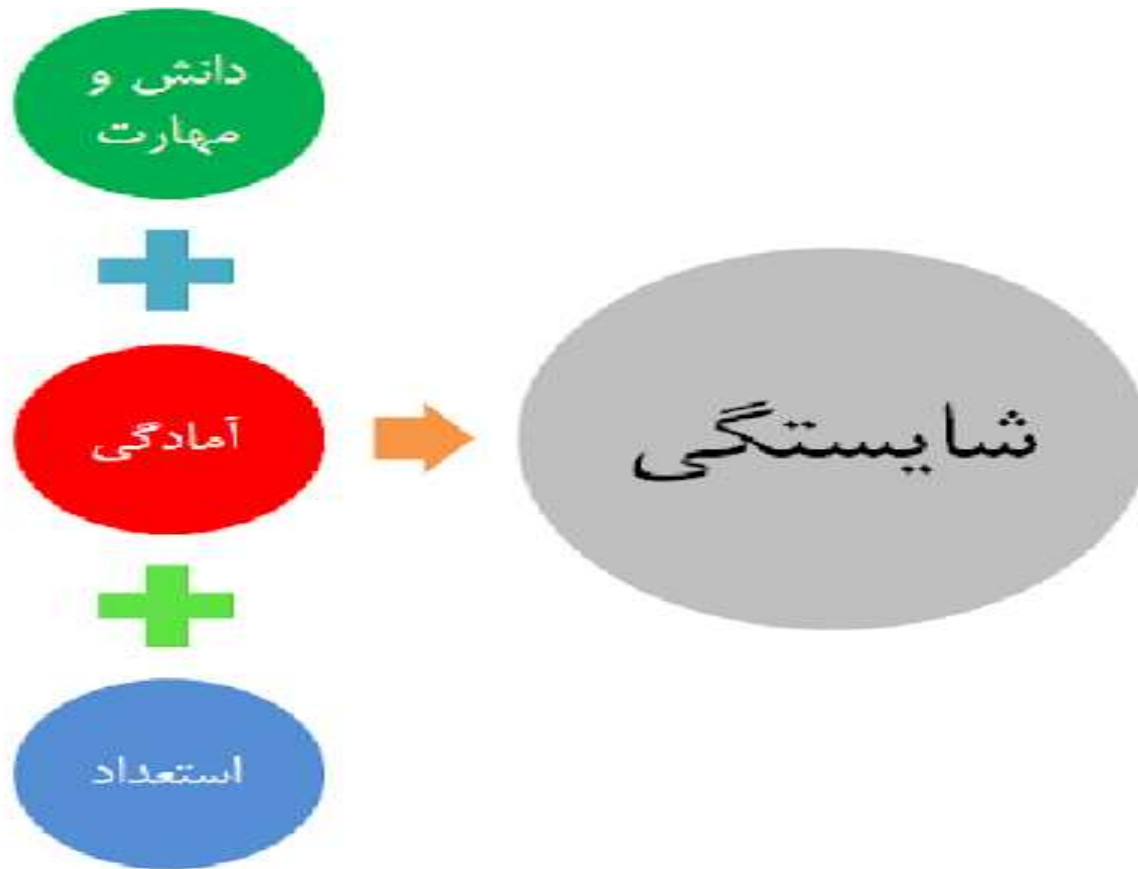 دانش و
مهارت
آمادگی
شایستگی
استعداد